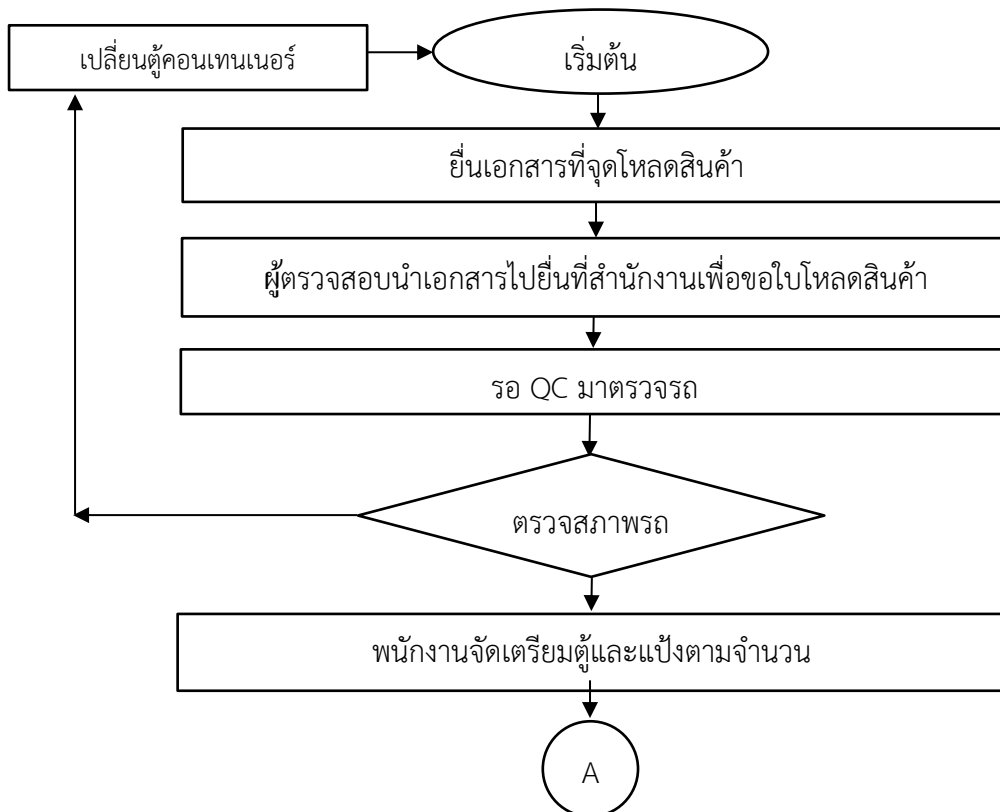 เปลี่ยนตู้คอนเทนเนอร์
เริ่มต้น
ยื่นเอกสารที่จุดโหลดสินค้า
ผู้ตรวจสอบนำเอกสารไปยื่นที่สำนักงานเพื่อขอใบโหลดสินค้า
รอ QC มาตรวจรถ
ตรวจสภาพรถ
พนักงานจัดเตรียมตู้และแป้งตามจำนวน
A